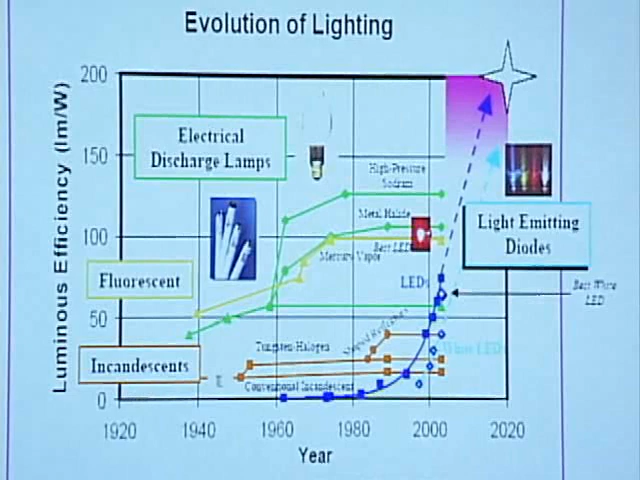 Evolution of Lighting
Luminous Efficiency (lm/W)
200
150
100
50
0
Electrical
Discharge Lamps
High-Pressure
Sodium
Metal Halide
Best LED
Mercury Vapor
Fluorescent
Light Emitting
Diodes
LEDs
Best White
LED
Incandescents
Tungsten-Halogen
White LEDs
Conventional Incandescent
1920
1940
1960
1980
2000
2020
Year